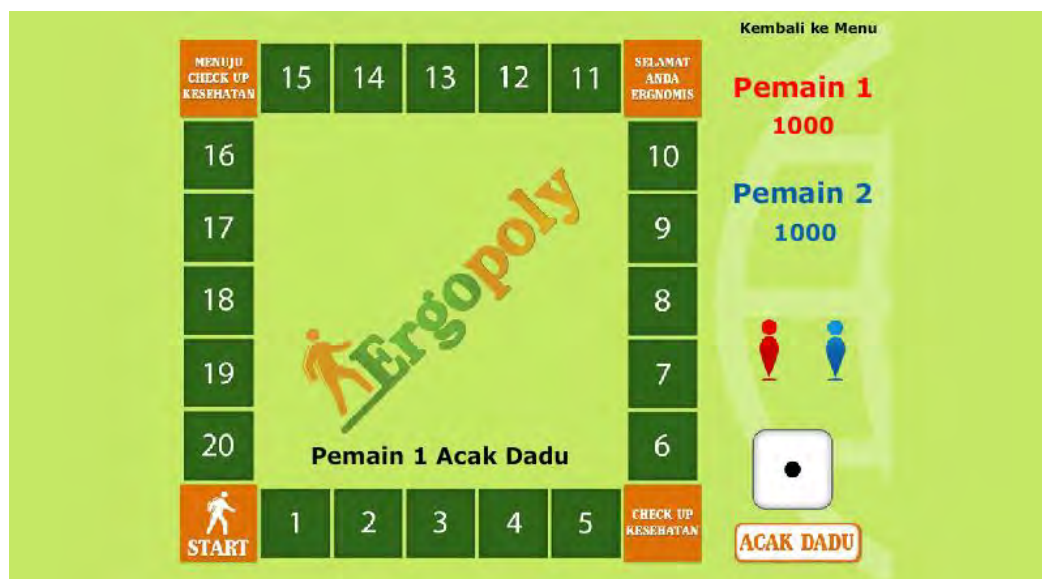 Kembali ke Menu
MENUJU
CHECK UP
KESEHATAN
15 14 13 12 11
SELAMAT
ANDA
ERGNOMIS
Pemain 1
1000
16
10
Pemain 2
1000
17
9
18
8
Ergopoly
19
7
20
6
Pemain 1 Acak Dadu
START
1 2 3 4 5
CHECK UP
KESEHATAN
ACAK DADU